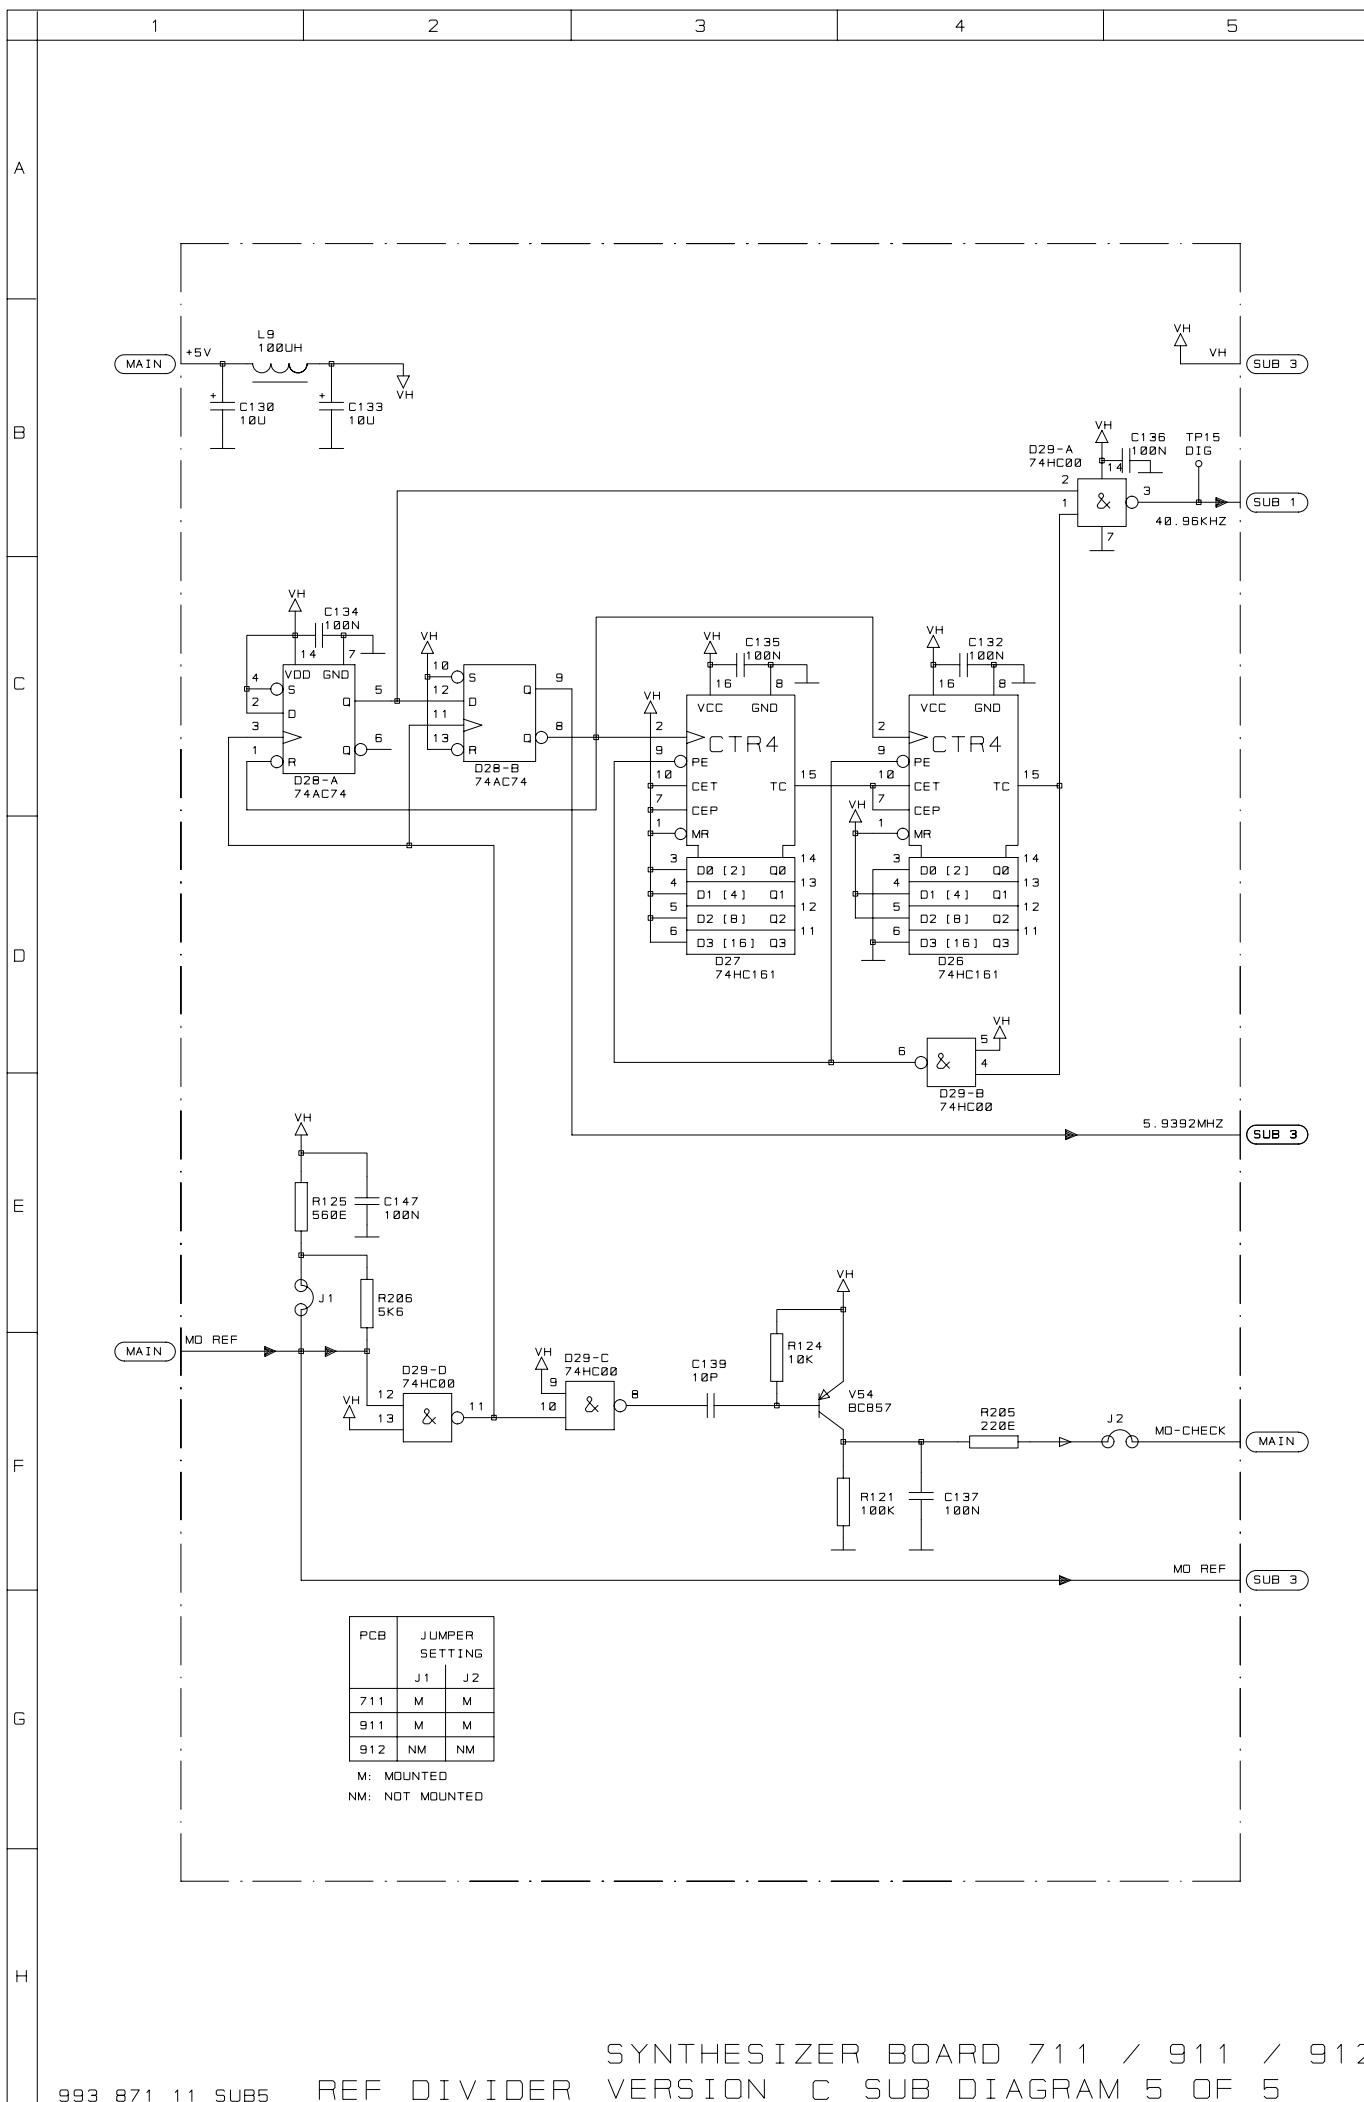 1 2 3 4 5
A
B
C
D
E
F
G
H
L9
100UH
MAIN
+5V
VH
C130
10U
C133
10U
VH
VH
SUB 3
VH
D29-A
74HC00
C136
100N
TP15
DIG
14
2
1
&
3
7
40.96KHZ
SUB 1
VH
C134
100N
14 7
VDD GND
4 S
2 D
3
1 R
Q 5
Q 6
D28-A
74AC74
VH
10 S
12 D
11
13 R
Q 9
Q 8
D28-B
74AC74
VH
C135
100N
16 8
VCC GND
VH
2 CTR4
9 PE
10 CET TC 15
7 CEP
1 MR
3 D0 [2] Q0 14
4 D1 [4] Q1 13
5 D2 [8] Q2 12
6 D3 [16] Q3 11
D27
74HC161
VH
C132
100N
16 8
VCC GND
2 CTR4
9 PE
10 CET TC 15
7 CEP
VH
1 MR
3 D0 [2] Q0 14
4 D1 [4] Q1 13
5 D2 [8] Q2 12
6 D3 [16] Q3 11
D26
74HC161
VH
6 & 5
4
D29-B
74HC00
5.9392MHZ
SUB 3
VH
R125
560E
C147
100N
J1
R206
5K6
MAIN
MO REF
D29-D
74HC00
VH
12
13
&
11
VH
D29-C
74HC00
9
10
&
8
C139
10P
VH
R124
10K
V54
BC857
R205
220E
J2
MO-CHECK
MAIN
R121
100K
C137
100N
MO REF
SUB 3
PCB JUMPER
SETTING
J1 J2
711 M M
911 M M
912 NM NM
M: MOUNTED
NM: NOT MOUNTED
SYNTHESIZER BOARD 711 / 911 / 912
993 871 11 SUB5 REF DIVIDER VERSION C SUB DIAGRAM 5 OF 5